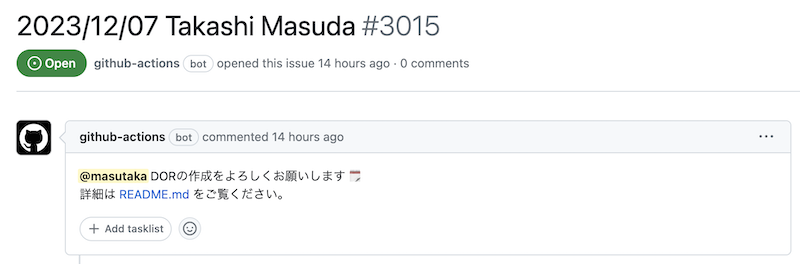 2023/12/07 Takashi Masuda #3015
Open github-actions bot opened this issue 14 hours ago · 0 comments
github-actions bot commented 14 hours ago ···
@masutaka DORの作成をよろしくお願いします
詳細は README.md をご覧ください。
+ Add tasklist